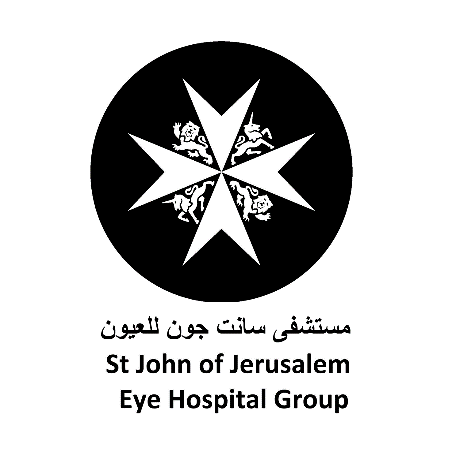 مستشفى سانت جون للعيون
St John of Jerusalem
Eye Hospital Group